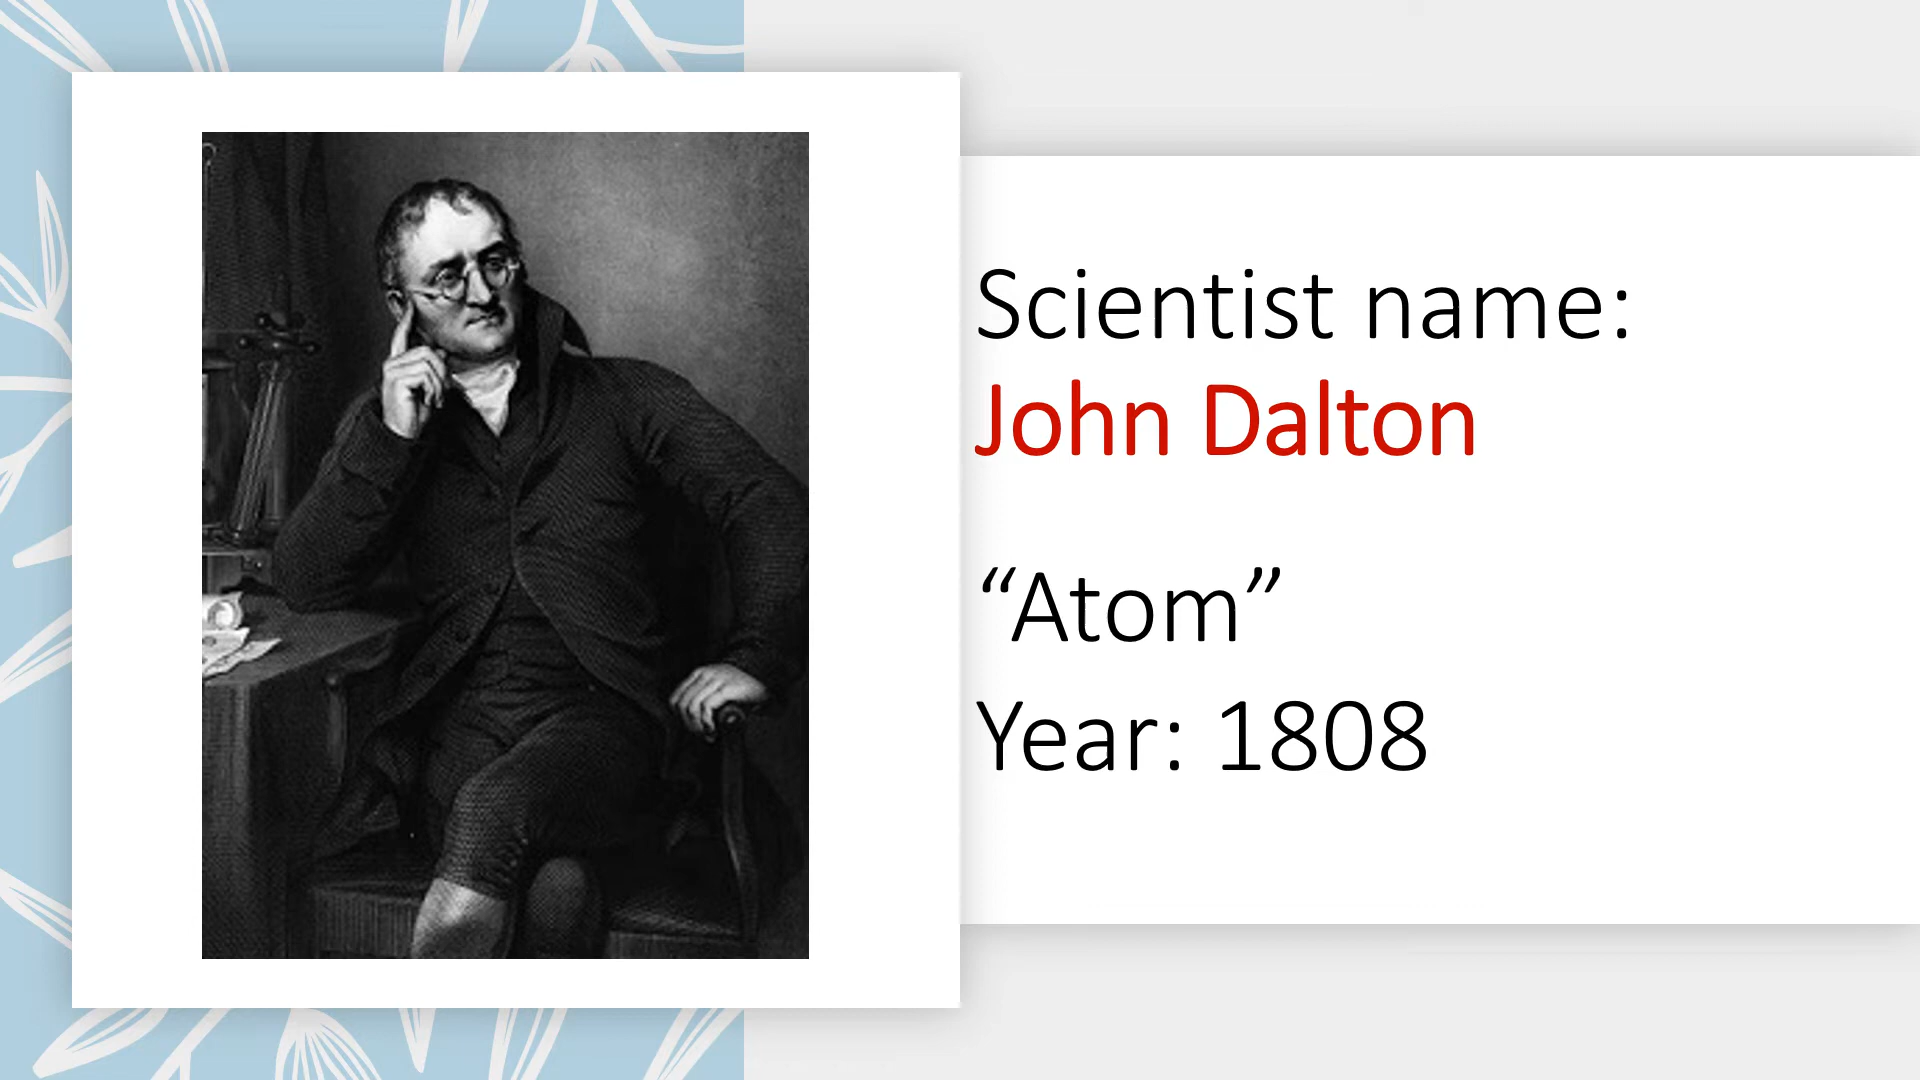 Scientist name:
John Dalton
“Atom”
Year: 1808